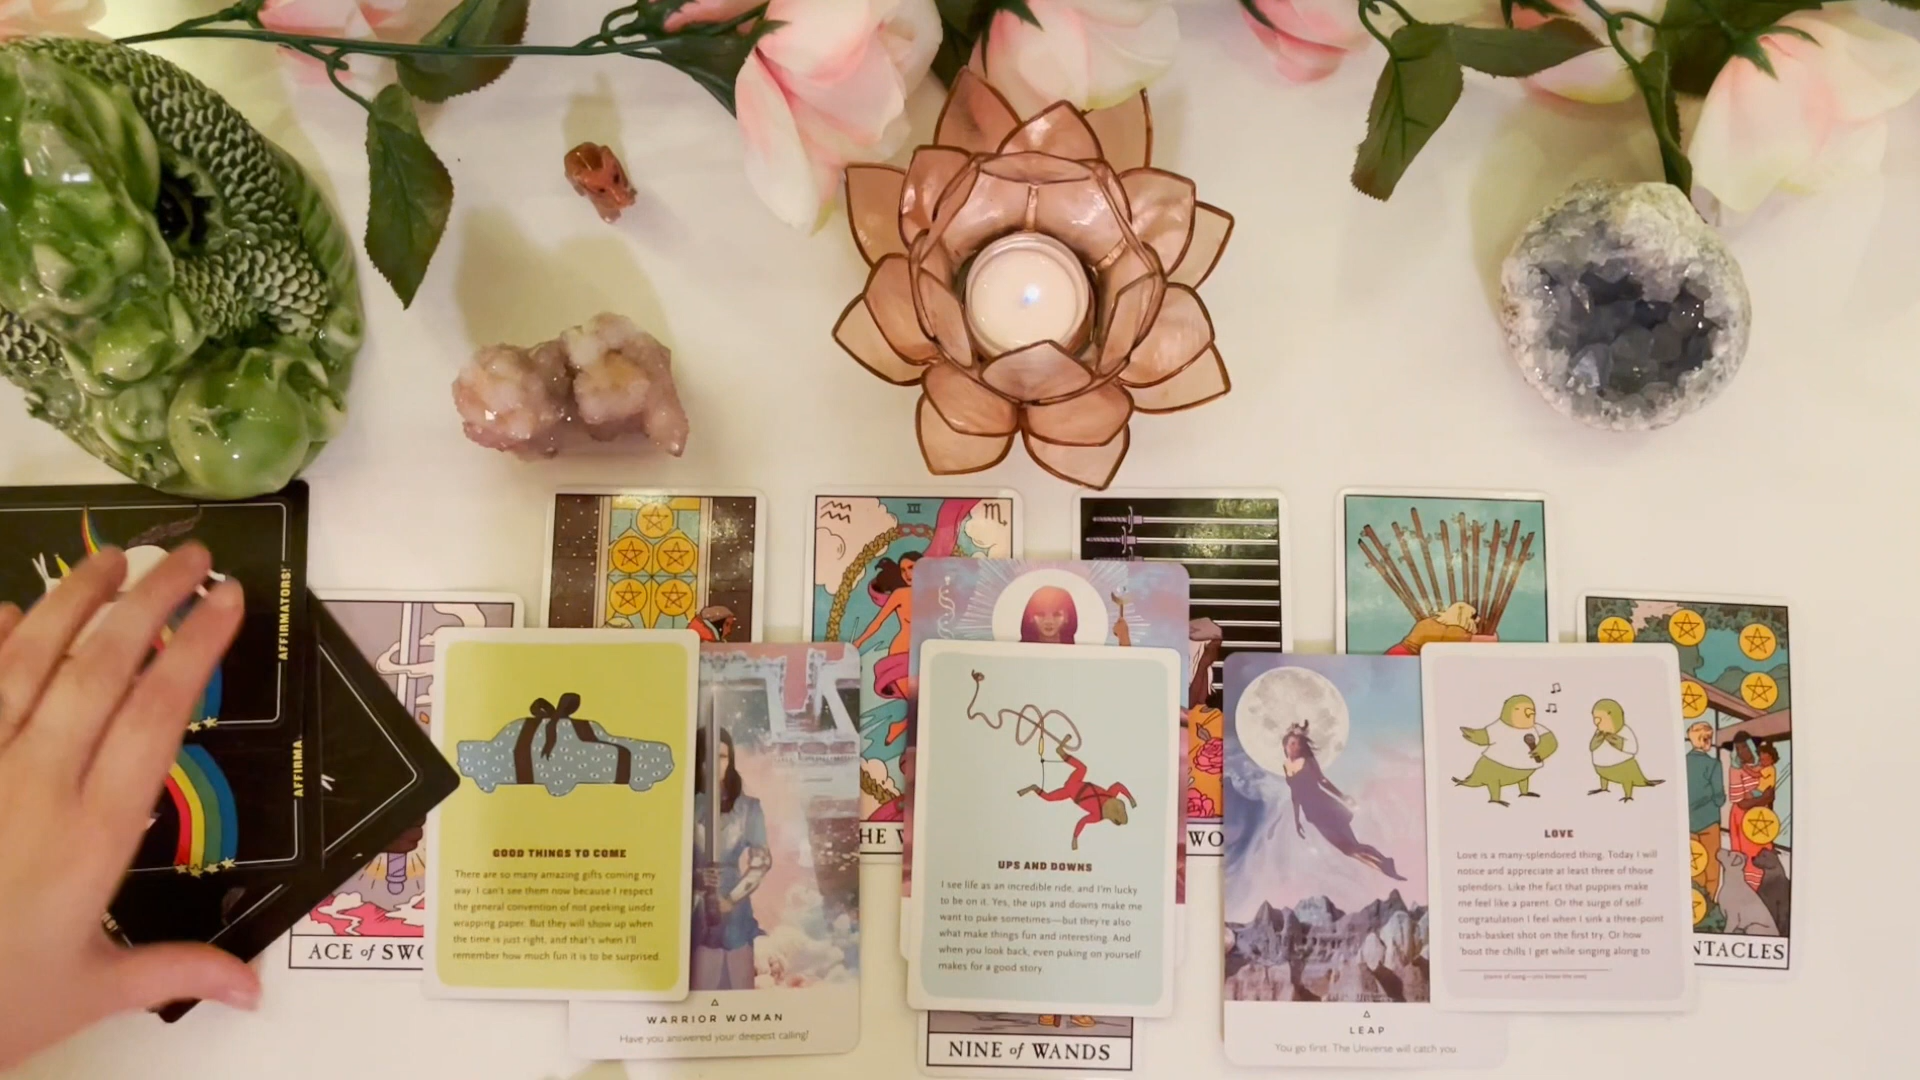 AFFIRMATORS!
AFFIRMA
ACE of SWO
GOOD THINGS TO COME
There are so many amazing gifts coming my
way. I can't see them now because I respect
the general convention of not peeking under
wrapping paper. But they will show up when
the time is just right, and that's when I'll
remember how much fun it is to be surprised.
WARRIOR WOMAN
Have you answered your deepest calling?
HE W
UPS AND DOWNS
I see life as an incredible ride, and I'm lucky
to be on it. Yes, the ups and downs make me
want to puke sometimes—but they're also
what make things fun and interesting. And
when you look back, even puking on yourself
makes for a good story.
NINE of WANDS
WO
LEAP
You go first. The Universe will catch you.
LOVE
Love is a many-splendored thing. Today I will
notice and appreciate at least three of those
splendors. Like the fact that puppies make
me feel like a parent. Or the surge of self-
congratulation I feel when I sink a three-point
trash-basket shot on the first try. Or how
'bout the chills I get while singing along to
(name of song—you know the one)
NTACLES